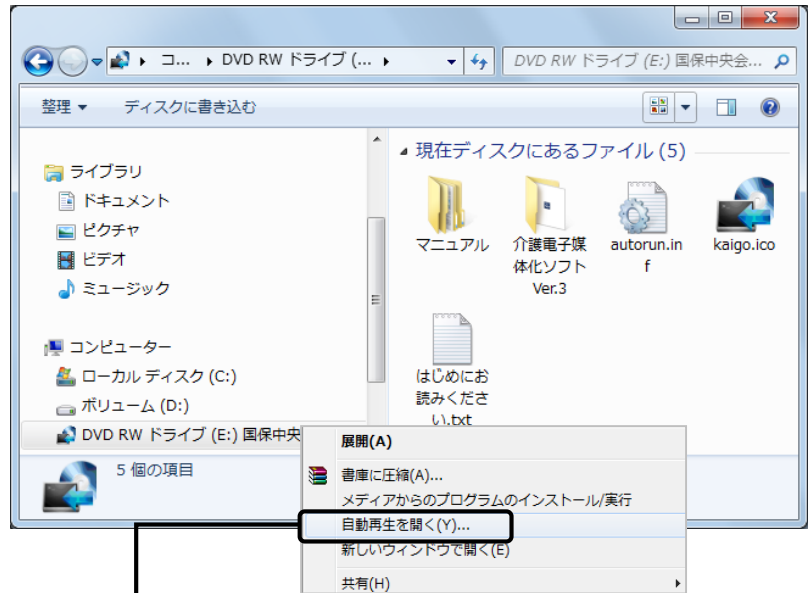 コ... DVD RW ドライブ (...
DVD RW ドライブ (E:) 国保中央会...
整理 ディスクに書き込む
ライブラリ
ドキュメント
ピクチャ
ビデオ
ミュージック
コンピューター
ローカル ディスク (C:)
ボリューム (D:)
DVD RW ドライブ (E:) 国保中央
現在ディスクにあるファイル (5)
マニュアル
介護電子媒
体化ソフト
Ver.3
autorun.in
f
kaigo.ico
はじめにお
読みくださ
い.txt
5 個の項目
展開(A)
書庫に圧縮(A)...
メディアからのプログラムのインストール/実行
自動再生を開く(Y)...
新しいウィンドウで開く(E)
共有(H)